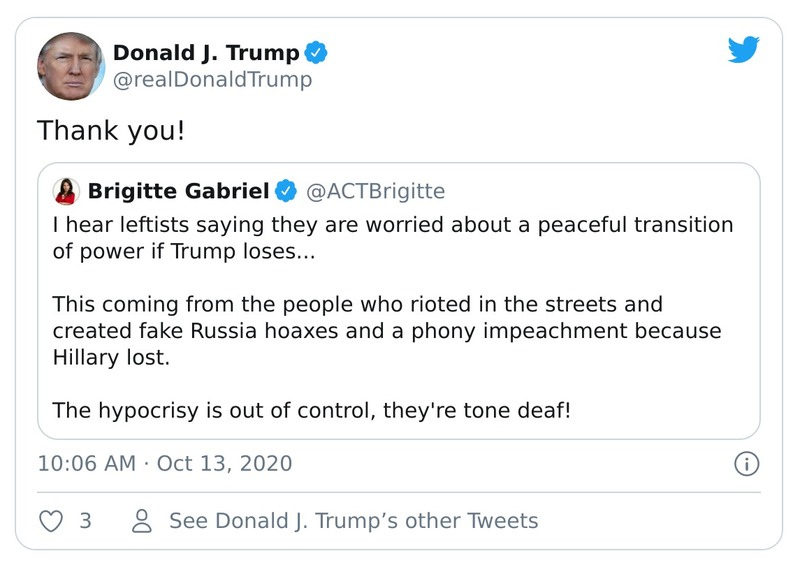 Donald J. Trump
@realDonaldTrump
Thank you!
Brigitte Gabriel @ACTBrigitte
I hear leftists saying they are worried about a peaceful transition
of power if Trump loses...
This coming from the people who rioted in the streets and
created fake Russia hoaxes and a phony impeachment because
Hillary lost.
The hypocrisy is out of control, they're tone deaf!
10:06 AM · Oct 13, 2020
3 See Donald J. Trump’s other Tweets